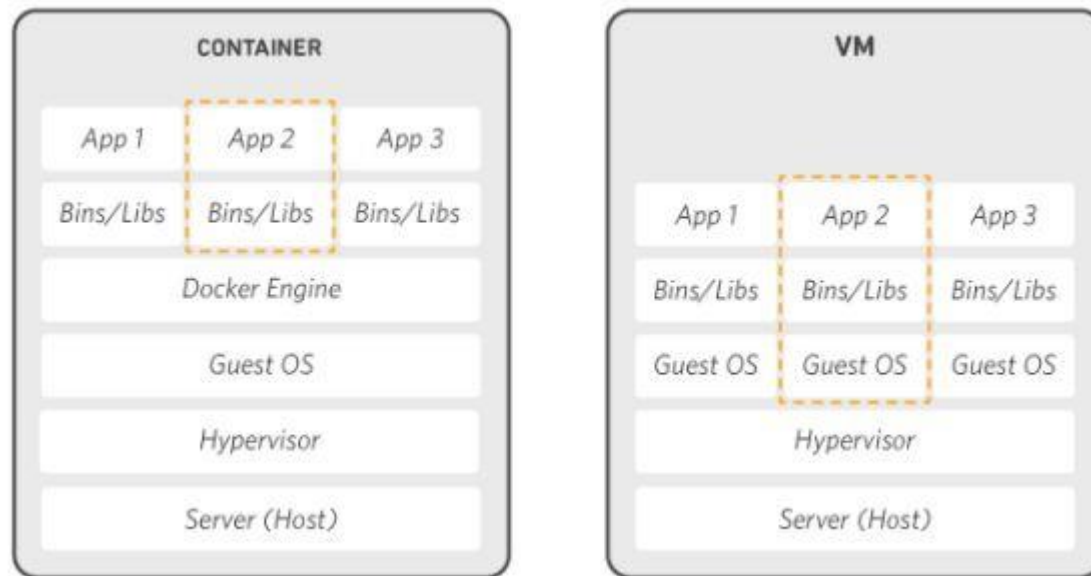 CONTAINER
App 1 App 2 App 3
Bins/Libs Bins/Libs Bins/Libs
Docker Engine
Guest OS
Hypervisor
Server (Host)
VM
App 1 App 2 App 3
Bins/Libs Bins/Libs Bins/Libs
Guest OS Guest OS Guest OS
Hypervisor
Server (Host)